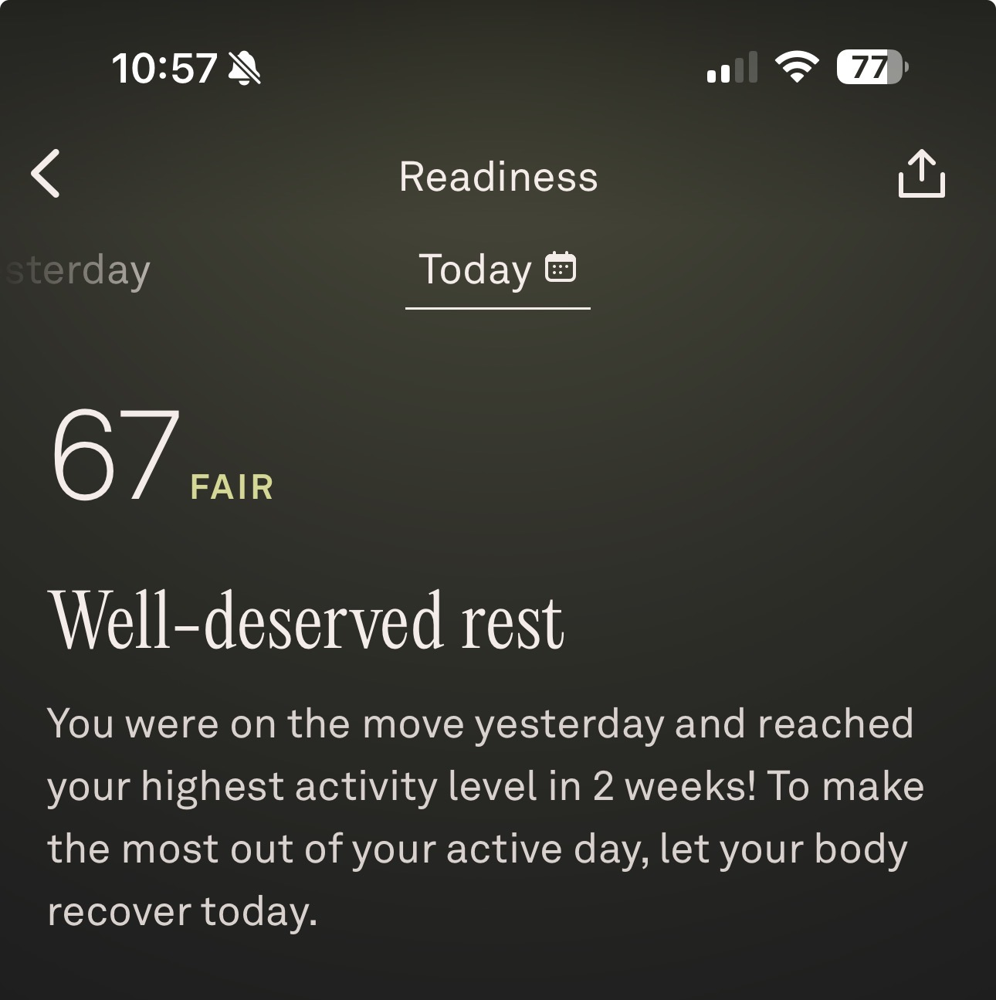 10:57
77
Readiness
sterday
Today
67 FAIR
Well-deserved rest
You were on the move yesterday and reached
your highest activity level in 2 weeks! To make
the most out of your active day, let your body
recover today.